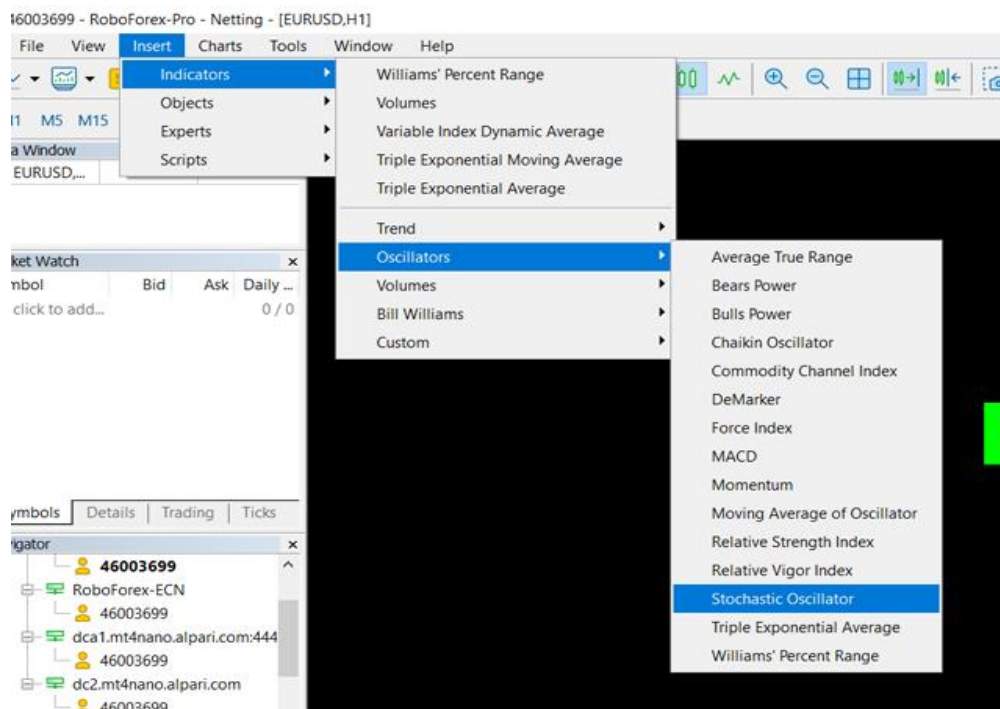 46003699 - RoboForex-Pro - Netting - [EURUSD,H1]
File View Insert Charts Tools Window Help
M5 M15
Indicators
Objects
Experts
Scripts
Williams' Percent Range
Volumes
Variable Index Dynamic Average
Triple Exponential Moving Average
Triple Exponential Average
Trend
Oscillators
Volumes
Bill Williams
Custom
Average True Range
Bears Power
Bulls Power
Chaikin Oscillator
Commodity Channel Index
DeMarker
Force Index
MACD
Momentum
Moving Average of Oscillator
Relative Strength Index
Relative Vigor Index
Stochastic Oscillator
Triple Exponential Average
Williams' Percent Range
a Window
EURUSD,...
ket Watch
mbol Bid Ask Daily ...
click to add... 0 / 0
ymbols Details Trading Ticks
vigator
46003699
RoboForex-ECN
46003699
dca1.mt4nano.alpari.com:444
46003699
dc2.mt4nano.alpari.com
46003699